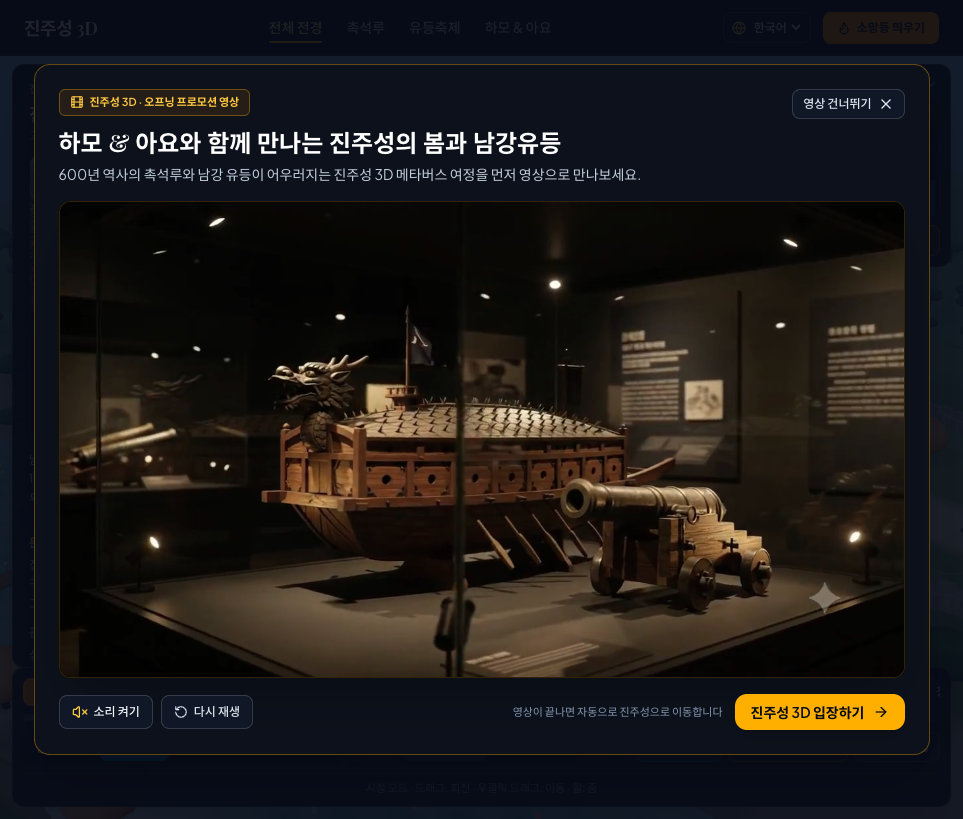 진주성 3D
전체 전경
촉석루
유등축제
하모 & 아요
한국어
소망등 띄우기
진주성 3D · 오프닝 프로모션 영상
영상 건너뛰기
하모 & 아요와 함께 만나는 진주성의 봄과 남강유등
600년 역사의 촉석루와 남강 유등이 어우러지는 진주성 3D 메타버스 여정을 먼저 영상으로 만나보세요.
소리 켜기
다시 재생
영상이 끝나면 자동으로 진주성으로 이동합니다
진주성 3D 입장하기